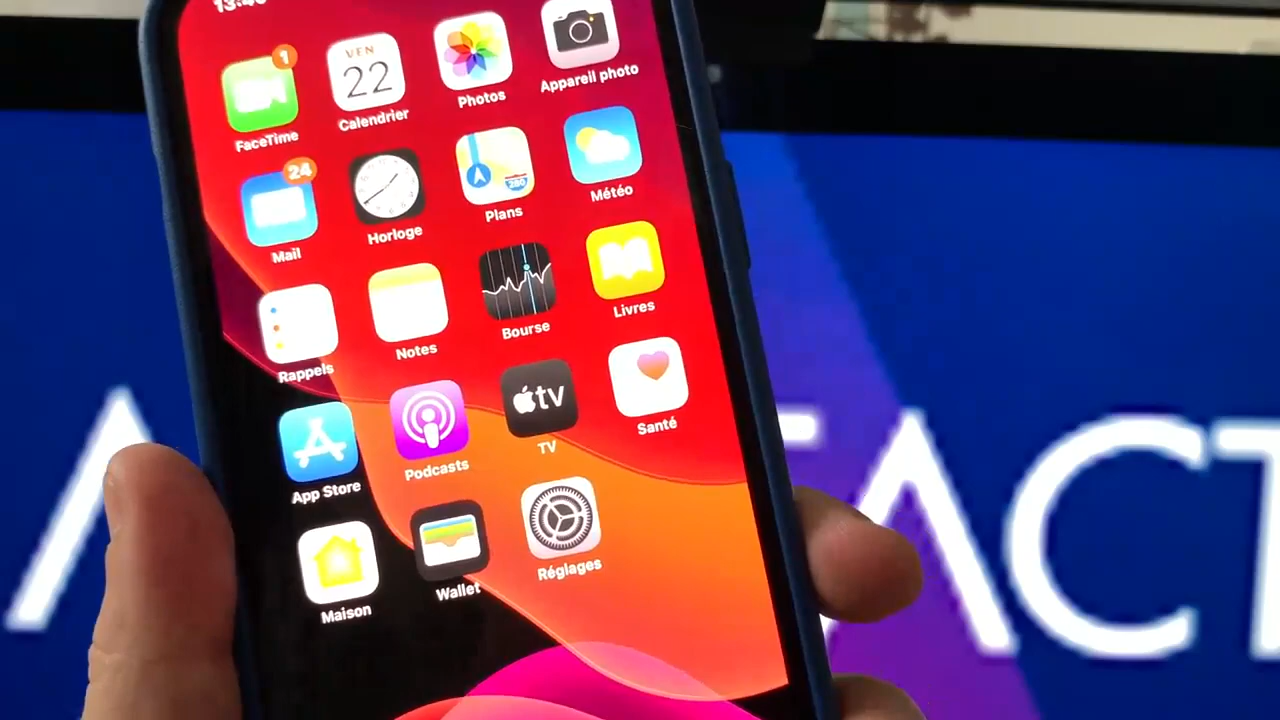 1
VEN
22
FaceTime
Calendrier
Photos
Appareil photo
24
280
Mail
Horloge
Plans
Météo
Rappels
Notes
Bourse
Livres
App Store
Podcasts
tv
TV
Santé
Maison
Wallet
Réglages
ACT